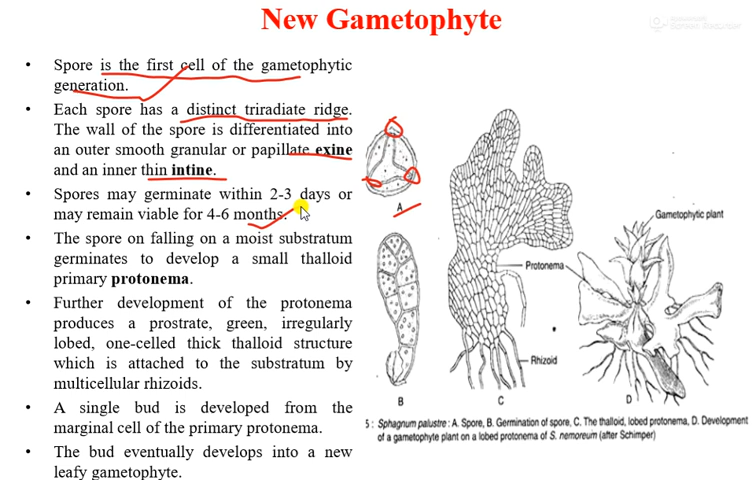 New Gametophyte
Screen Recorder
• Spore is the first cell of the gametophytic
generation.
• Each spore has a distinct triradiate ridge.
The wall of the spore is differentiated into
an outer smooth granular or papillate exine
and an inner thin intine.
• Spores may germinate within 2-3 days or
may remain viable for 4-6 months.
• The spore on falling on a moist substratum
germinates to develop a small thalloid
primary protonema.
• Further development of the protonema
produces a prostrate, green, irregularly
lobed, one-celled thick thalloid structure
which is attached to the substratum by
multicellular rhizoids.
• A single bud is developed from the
marginal cell of the primary protonema.
• The bud eventually develops into a new
leafy gametophyte.
A
Gametophytic plant
Protonema
Rhizoid
B
C
D
5 : Sphagnum palustre : A. Spore, B. Germination of spore, C. The thalloid, lobed protonema, D. Development
of a gametophyte plant on a lobed protonema of S. nemoreum (after Schimper)